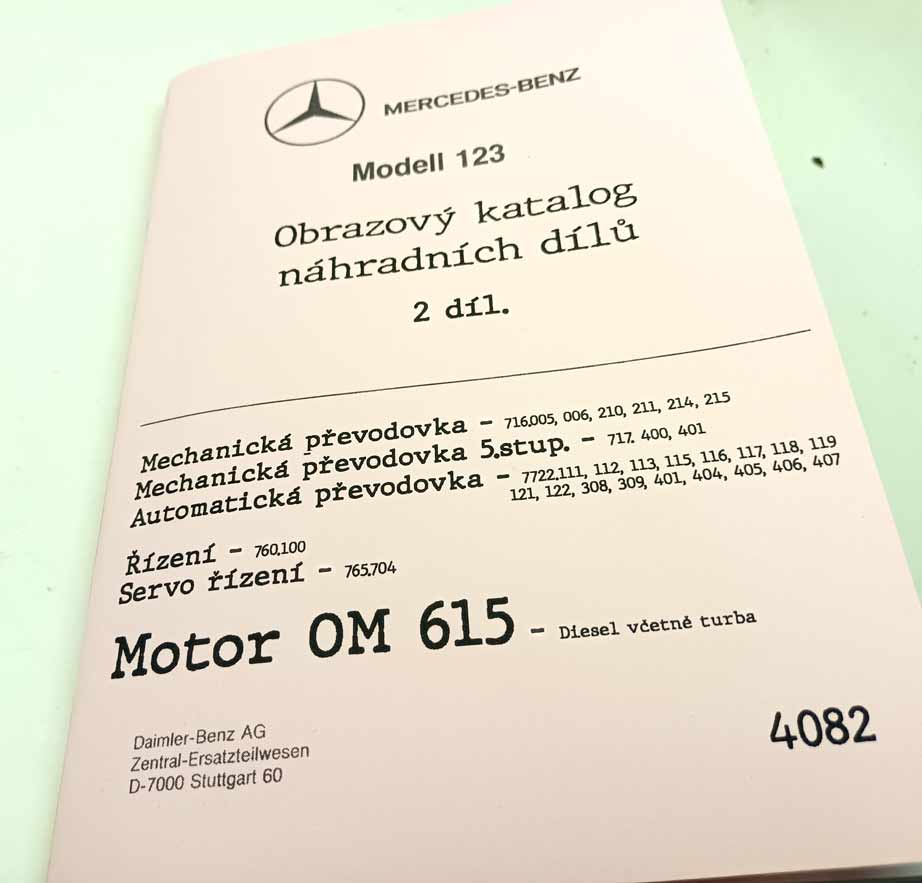 MERCEDES-BENZ
Modell 123
Obrazový katalog
náhradních dílů
2 díl.
Mechanická převodovka - 716.005, 006, 210, 211, 214, 215
Mechanická převodovka 5.stup. - 717. 400, 401
Automatická převodovka - 7722.111, 112, 113, 115, 116, 117, 118, 119
121, 122, 308, 309, 401, 404, 405, 406, 407
Řízení - 760,100
Servo řízení - 765,704
Motor OM 615 - Diesel včetně turba
Daimler-Benz AG
Zentral-Ersatzteilwesen
D-7000 Stuttgart 60
4082